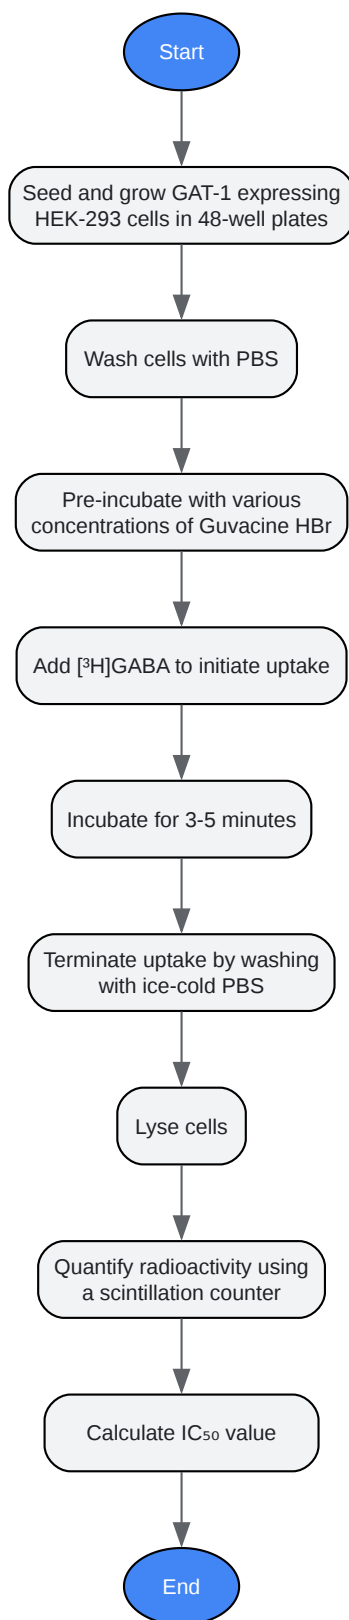 Start
Seed and grow GAT-1 expressing
HEK-293 cells in 48-well plates
Wash cells with PBS
Pre-incubate with various
concentrations of Guvacine HBr
Add [³H]GABA to initiate uptake
Incubate for 3-5 minutes
Terminate uptake by washing
with ice-cold PBS
Lyse cells
Quantify radioactivity using
a scintillation counter
Calculate IC₅₀ value
End